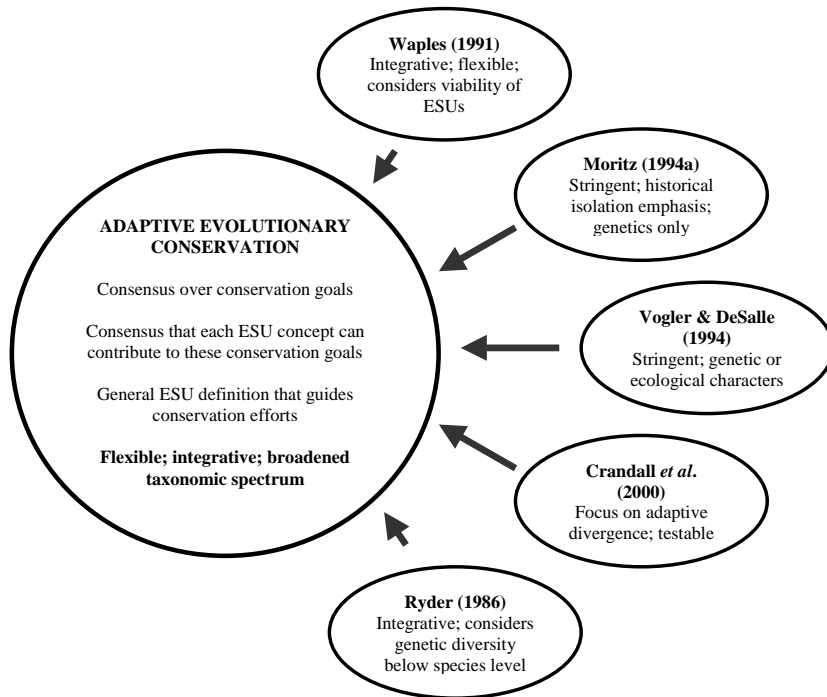 Waples (1991)
Integrative; flexible;
considers viability of
ESUs
Moritz (1994a)
Stringent; historical
isolation emphasis;
genetics only
ADAPTIVE EVOLUTIONARY
CONSERVATION
Consensus over conservation goals
Consensus that each ESU concept can
contribute to these conservation goals
General ESU definition that guides
conservation efforts
Flexible; integrative; broadened
taxonomic spectrum
Vogler & DeSalle
(1994)
Stringent; genetic or
ecological characters
Crandall et al.
(2000)
Focus on adaptive
divergence; testable
Ryder (1986)
Integrative; considers
genetic diversity
below species level